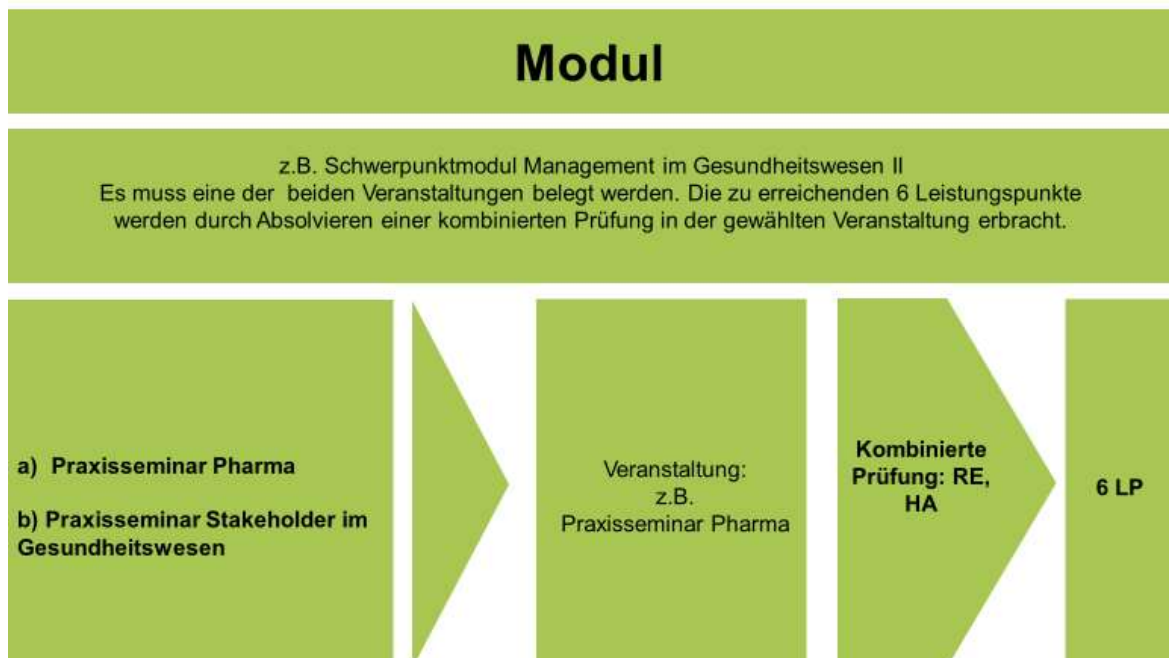 Modul
z.B. Schwerpunktmodul Management im Gesundheitswesen II
Es muss eine der beiden Veranstaltungen belegt werden. Die zu erreichenden 6 Leistungspunkte
werden durch Absolvieren einer kombinierten Prüfung in der gewählten Veranstaltung erbracht.
a) Praxisseminar Pharma
b) Praxisseminar Stakeholder im
Gesundheitswesen
Veranstaltung:
z.B.
Praxisseminar Pharma
Kombinierte
Prüfung: RE,
HA
6 LP